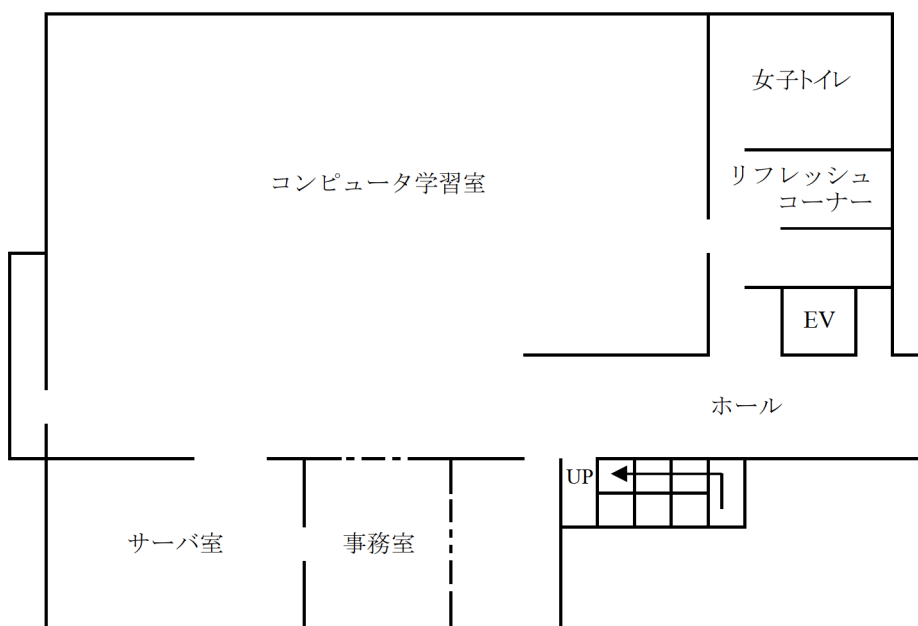 女子トイレ
コンピュータ学習室
リフレッシュ
コーナー
EV
ホール
UP
サーバ室
事務室